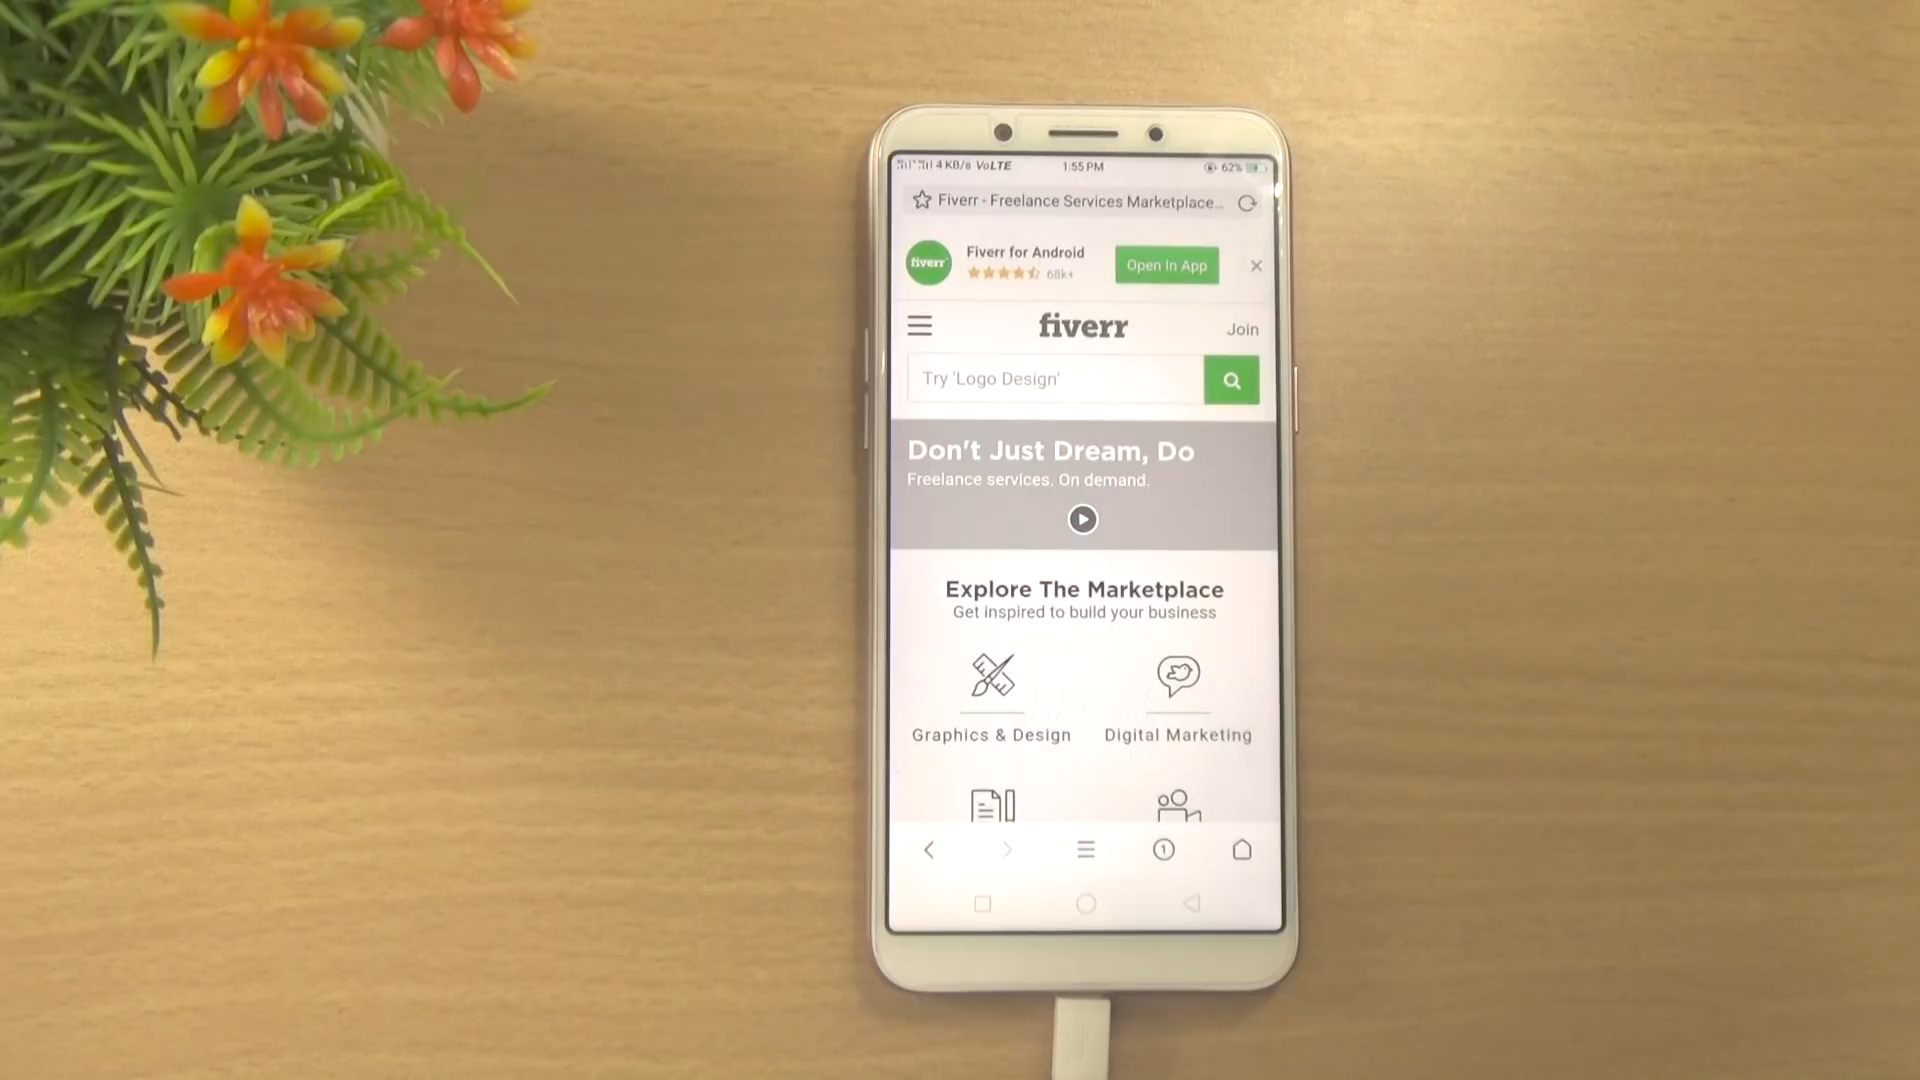 4 KB/s VoLTE 1:55 PM 62%
Fiverr - Freelance Services Marketplace...
fiverr
Fiverr for Android
68k+
Open in App
fiverr
Join
Try 'Logo Design'
Don't Just Dream, Do
Freelance services. On demand.
Explore The Marketplace
Get inspired to build your business
Graphics & Design
Digital Marketing
1